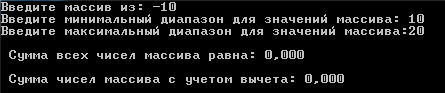 Введите массив из: -10
Введите минимальный диапазон для значений массива: 10
Введите максимальный диапазон для значений массива:20
Сумма всех чисел массива равна: 0,000
Сумма чисел массива с учетом вычета: 0,000